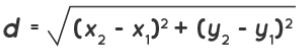 d = √(x₂ - x₁)² + (y₂ - y₁)²